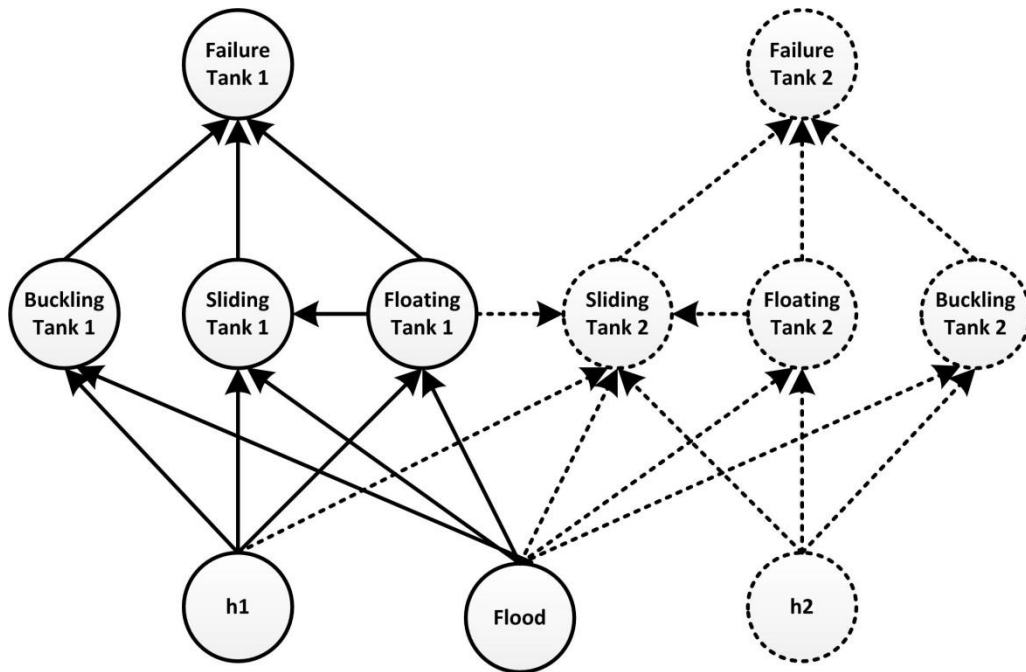 Failure
Tank 1
Failure
Tank 2
Buckling
Tank 1
Sliding
Tank 1
Floating
Tank 1
Sliding
Tank 2
Floating
Tank 2
Buckling
Tank 2
h1
Flood
h2